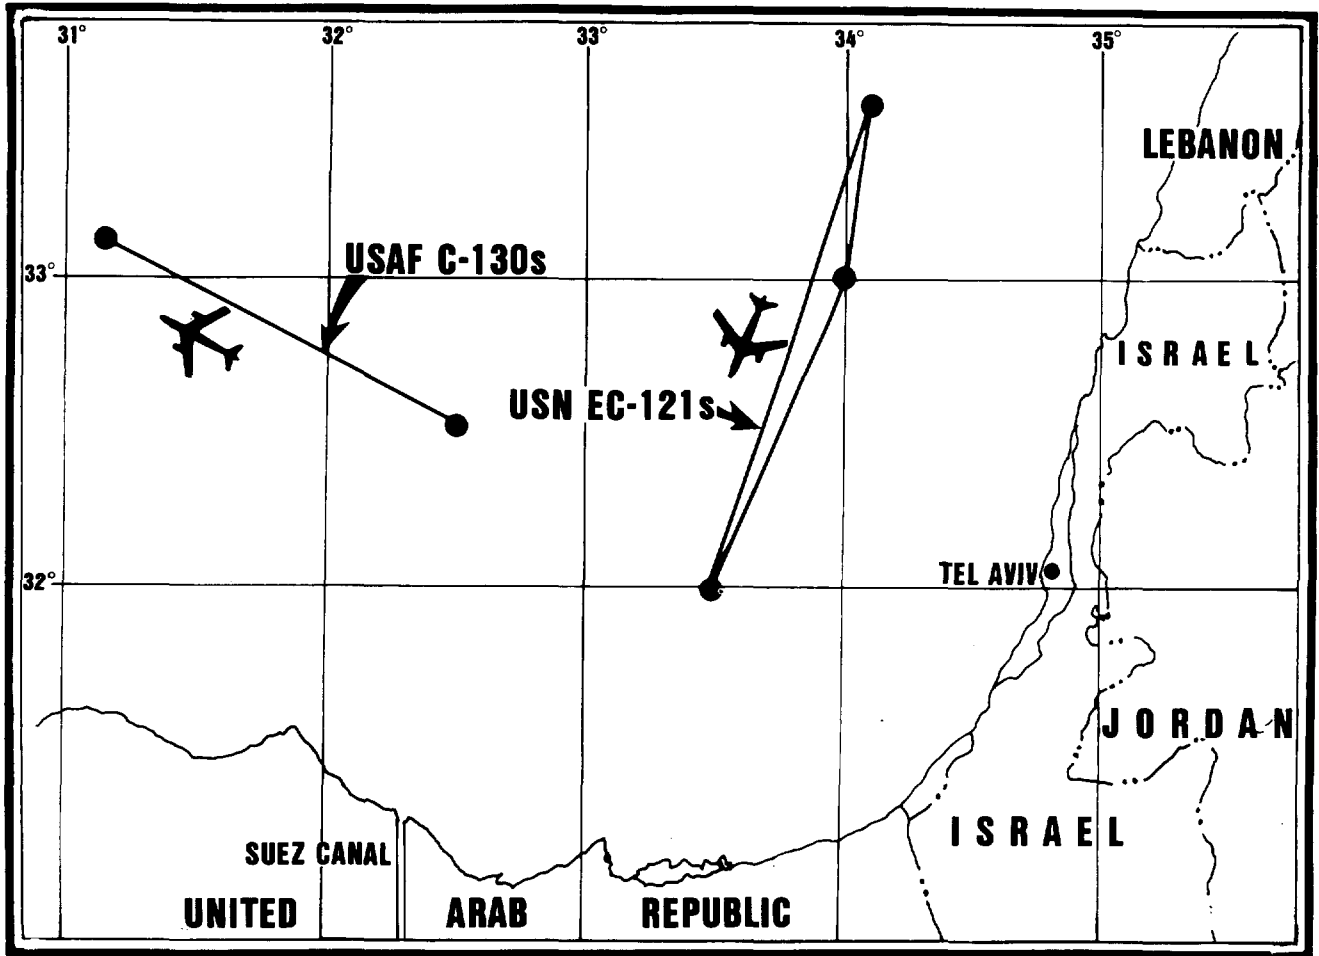 31° 32° 33° 34° 35°
LEBANON
USAF C-130s
33°
ISRAEL
USN EC-121s
32°
TEL AVIV
JORDAN
ISRAEL
SUEZ CANAL
UNITED ARAB REPUBLIC